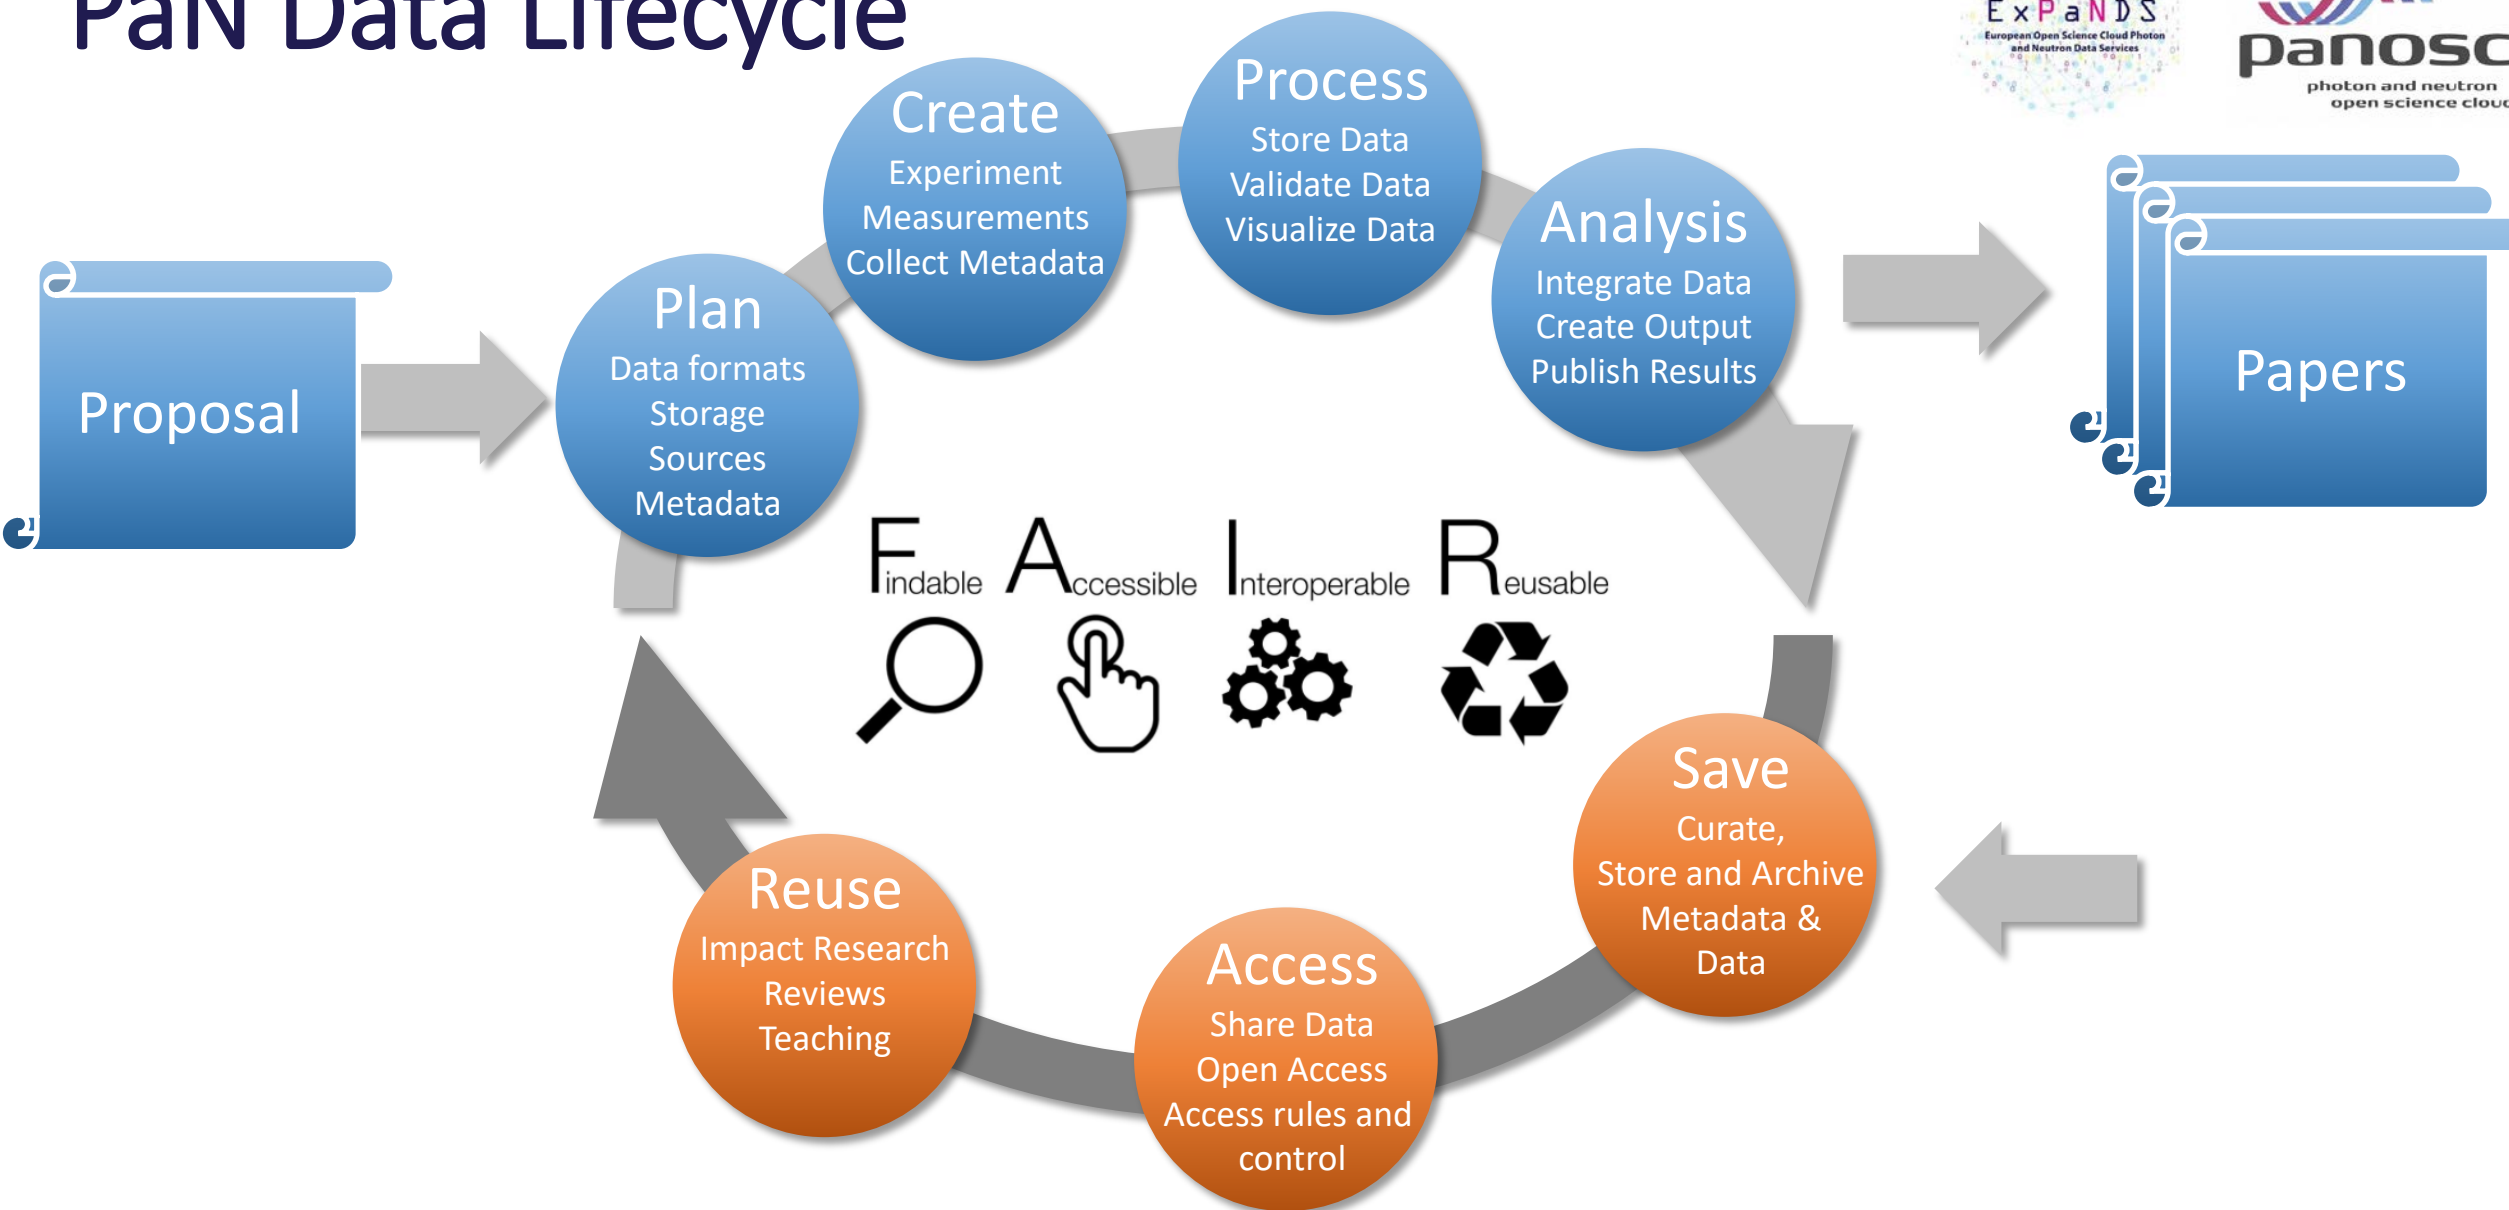 PaN Data Lifecycle
ExPaNDS
European Open Science Cloud Photon
and Neutron Data Services
panosc
photon and neutron
open science cloud
Proposal
Plan
Data formats
Storage
Sources
Metadata
Create
Experiment
Measurements
Collect Metadata
Process
Store Data
Validate Data
Visualize Data
Analysis
Integrate Data
Create Output
Publish Results
Papers
Findable Accessible Interoperable Reusable
Save
Curate,
Store and Archive
Metadata &
Data
Access
Share Data
Open Access
Access rules and
control
Reuse
Impact Research
Reviews
Teaching